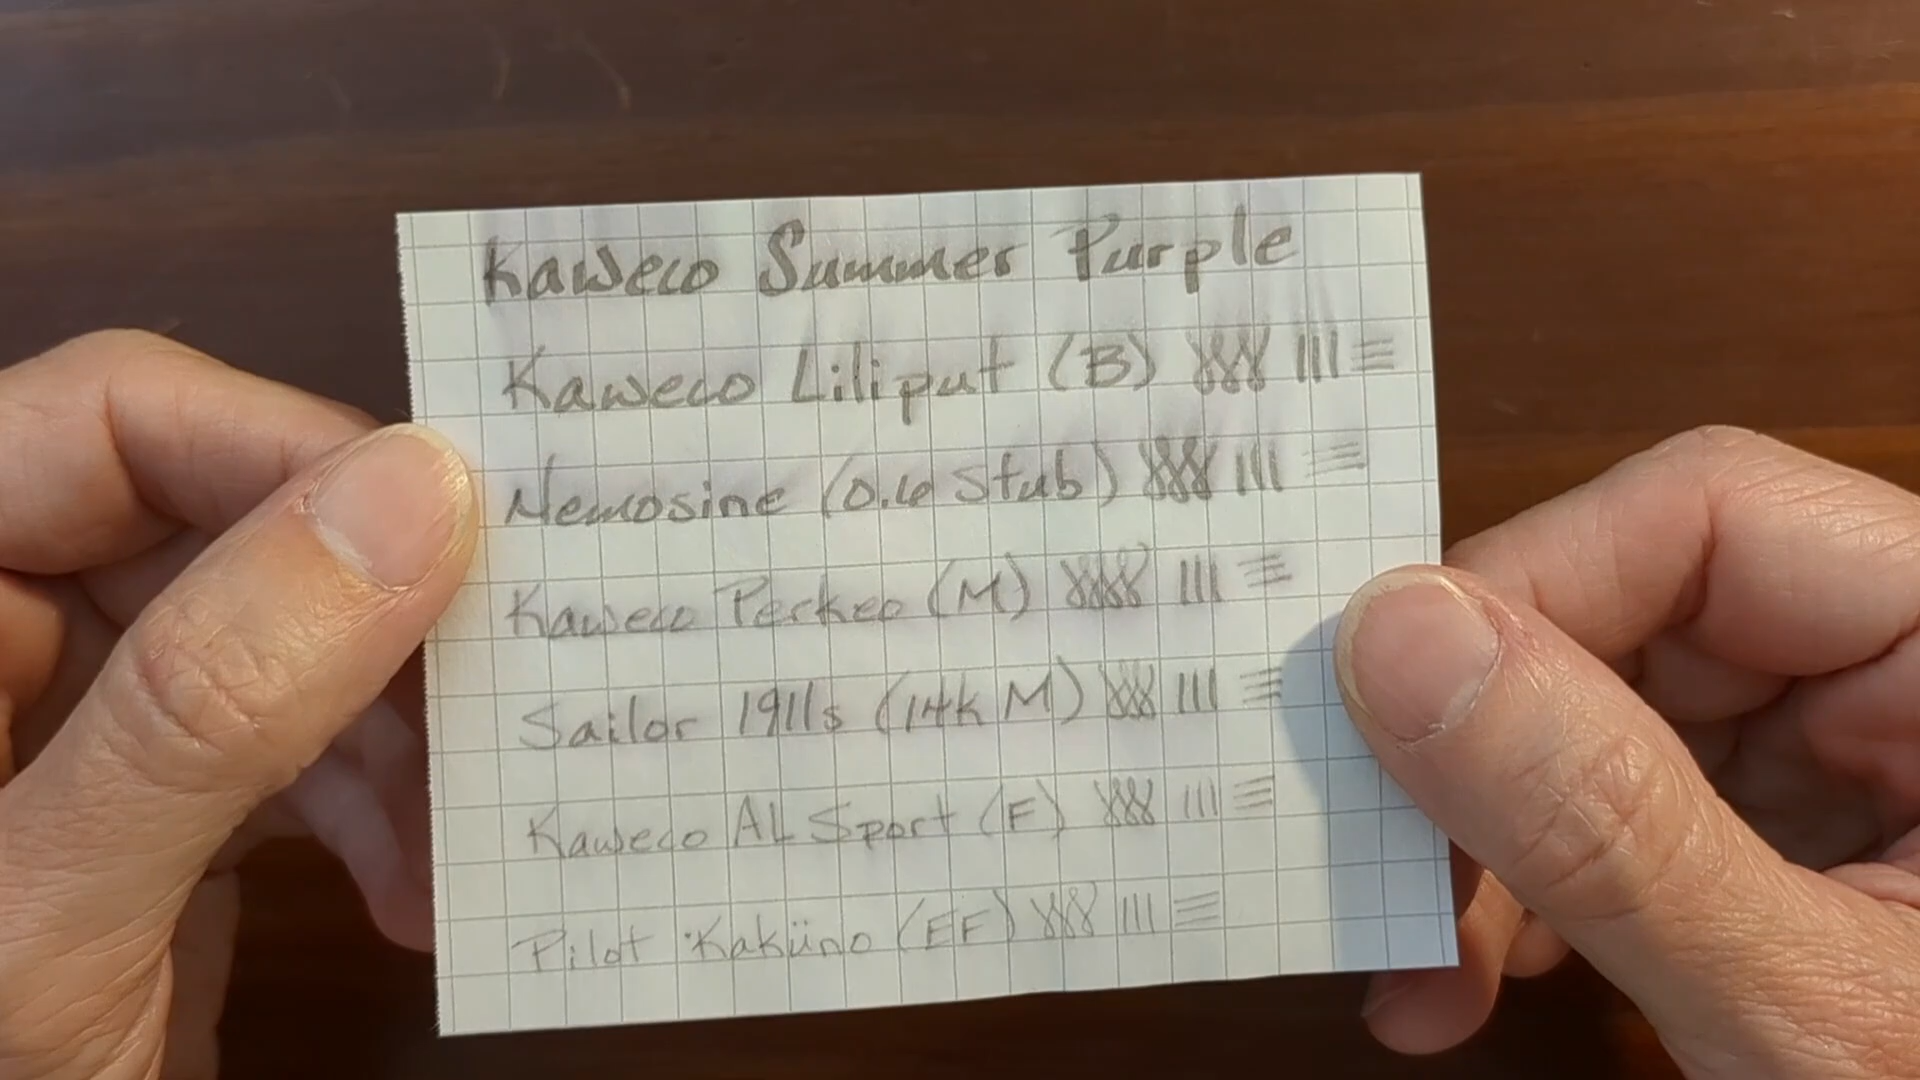 Kaweco Summer Purple
Kaweco Liliput (B)
Nemosine (0.6 Stub)
Kaweco Perkeo (M)
Sailor 1911s (14k M)
Kaweco AL Sport (F)
Pilot Kaküno (EF)